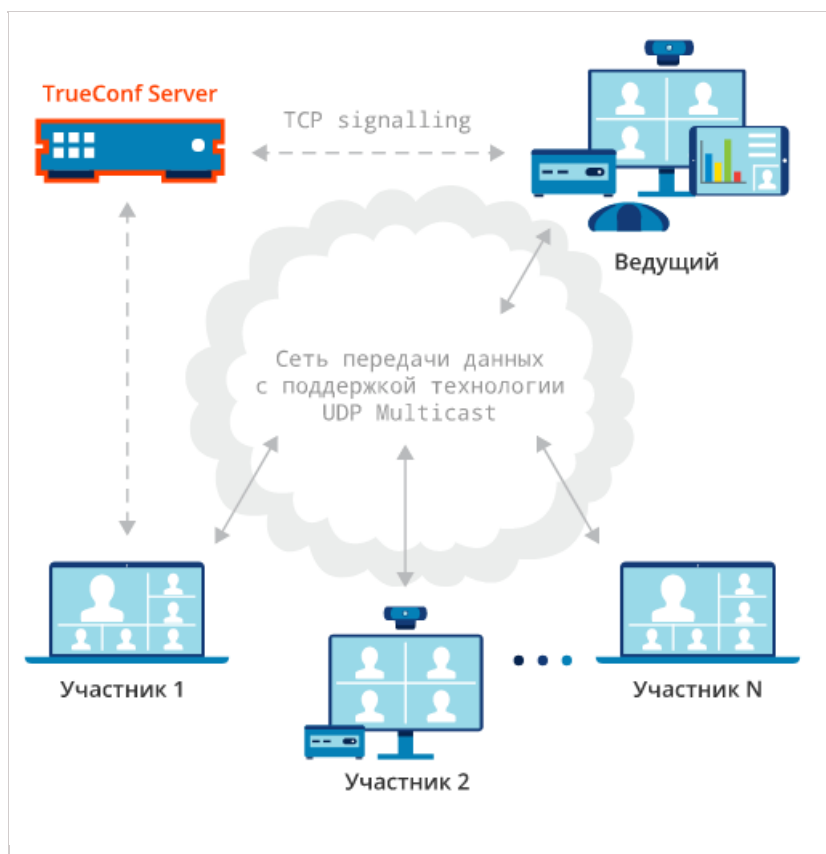 TrueConf Server
TCP signalling
Ведущий
Сеть передачи данных
с поддержкой технологии
UDP Multicast
Участник 1
Участник 2
Участник N